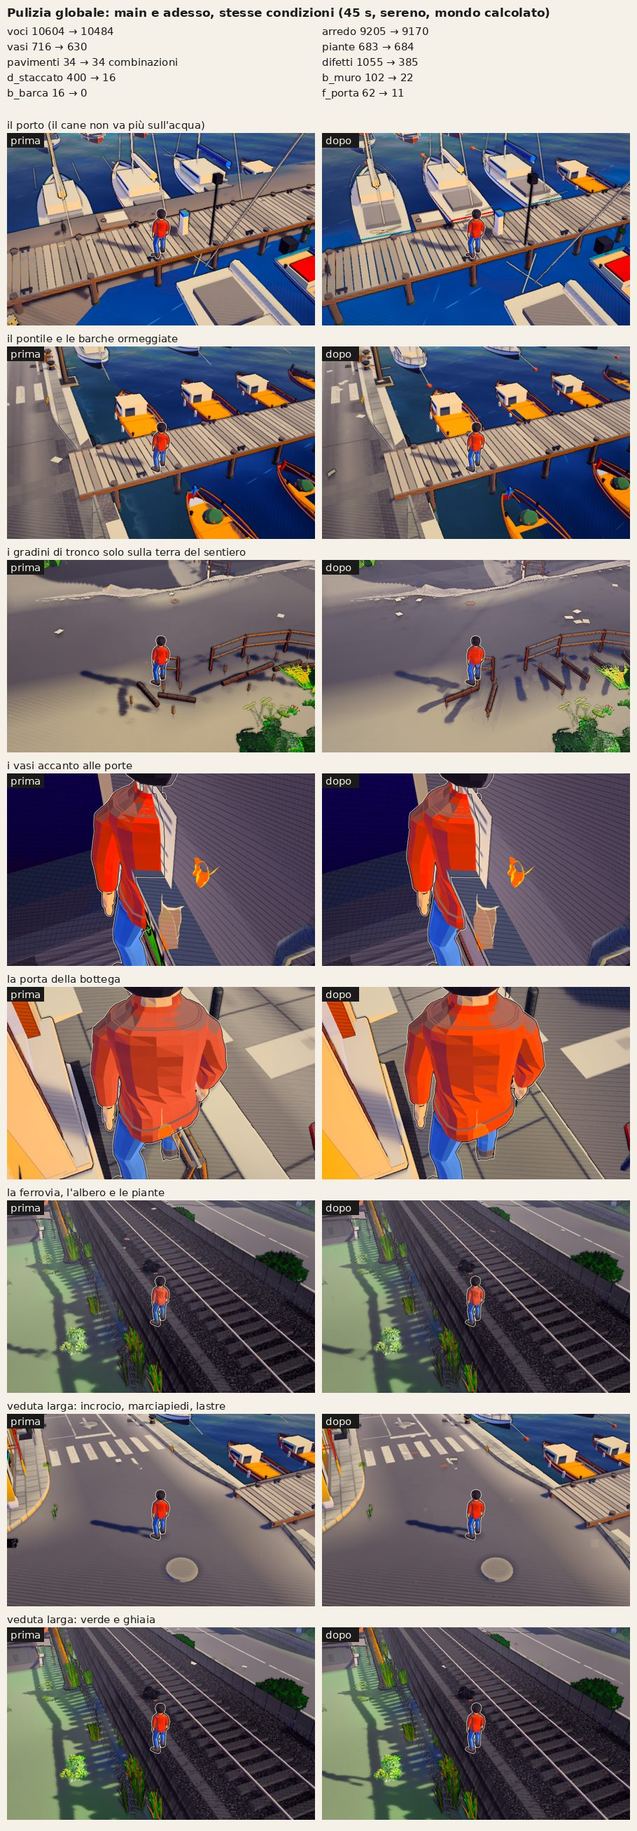 Pulizia globale: main e adesso, stesse condizioni (45 s, sereno, mondo calcolato)
voci 10604 → 10484
arredo 9205 → 9170
vasi 716 → 630
piante 683 → 684
pavimenti 34 → 34 combinazioni
difetti 1055 → 385
d_staccato 400 → 16
b_muro 102 → 22
b_barca 16 → 0
f_porta 62 → 11
il porto (il cane non va più sull'acqua)
prima
dopo
il pontile e le barche ormeggiate
prima
dopo
i gradini di tronco solo sulla terra del sentiero
prima
dopo
i vasi accanto alle porte
prima
dopo
la porta della bottega
prima
dopo
la ferrovia, l'albero e le piante
prima
dopo
veduta larga: incrocio, marciapiedi, lastre
prima
dopo
veduta larga: verde e ghiaia
prima
dopo